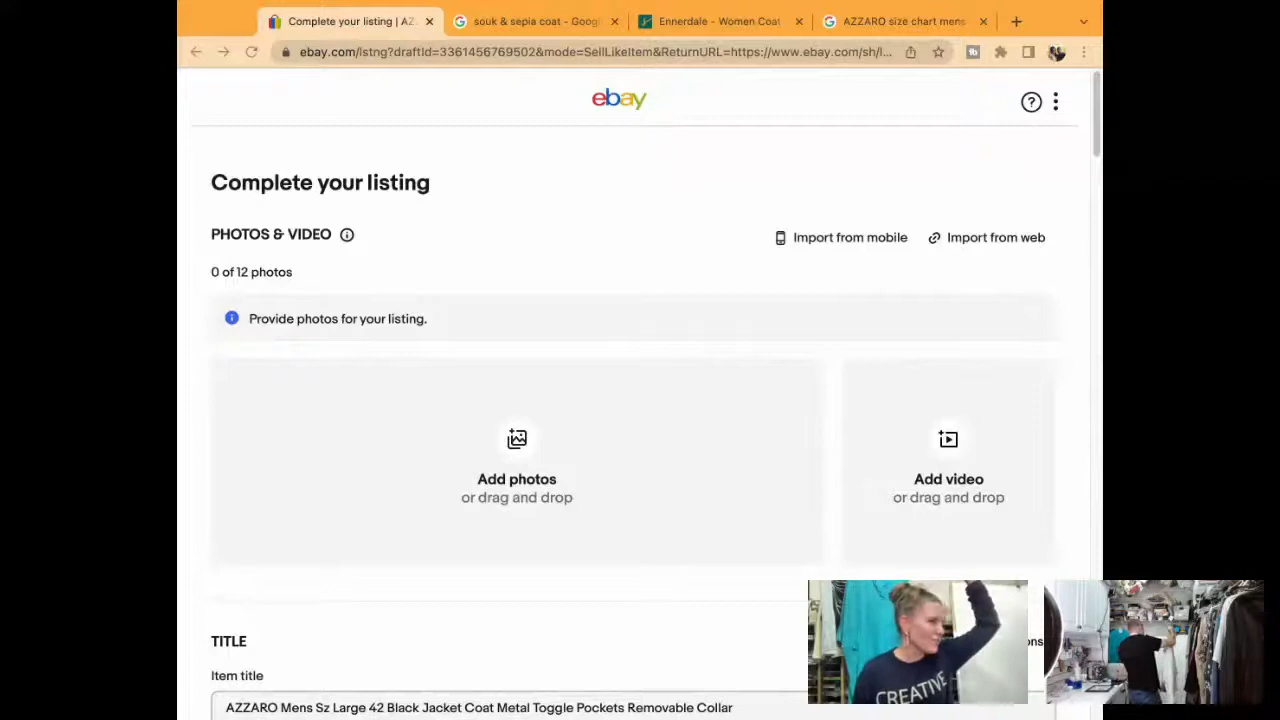 Complete your listing | AZ
souk & sepia coat - Goog
Ennerdale - Women Coat
AZZARO size chart mens
ebay.com/lstng?draftId=3361456769502&mode=SellLikeItem&ReturnURL=https://www.ebay.com/sh/l...
ebay
Complete your listing
PHOTOS & VIDEO
Import from mobile
Import from web
0 of 12 photos
Provide photos for your listing.
Add photos
or drag and drop
Add video
or drag and drop
TITLE
ons
Item title
AZZARO Mens Sz Large 42 Black Jacket Coat Metal Toggle Pockets Removable Collar
CREATIVE